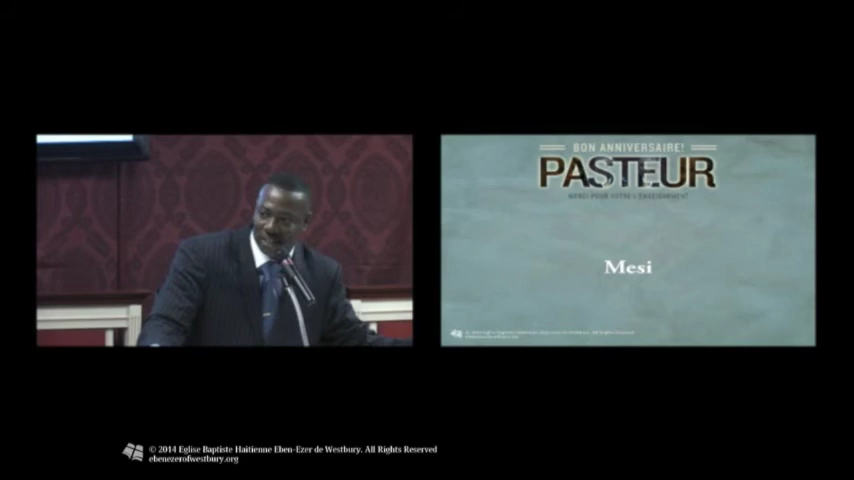 BON ANNIVERSAIRE!
PASTEUR
MERCI POUR VOTRE L'ENSEIGNEMENT
Mesi
© 2014 Eglise Baptiste Haitienne Eben-Ezer de Westbury. All Rights Reserved
ebenezerofwestbury.org